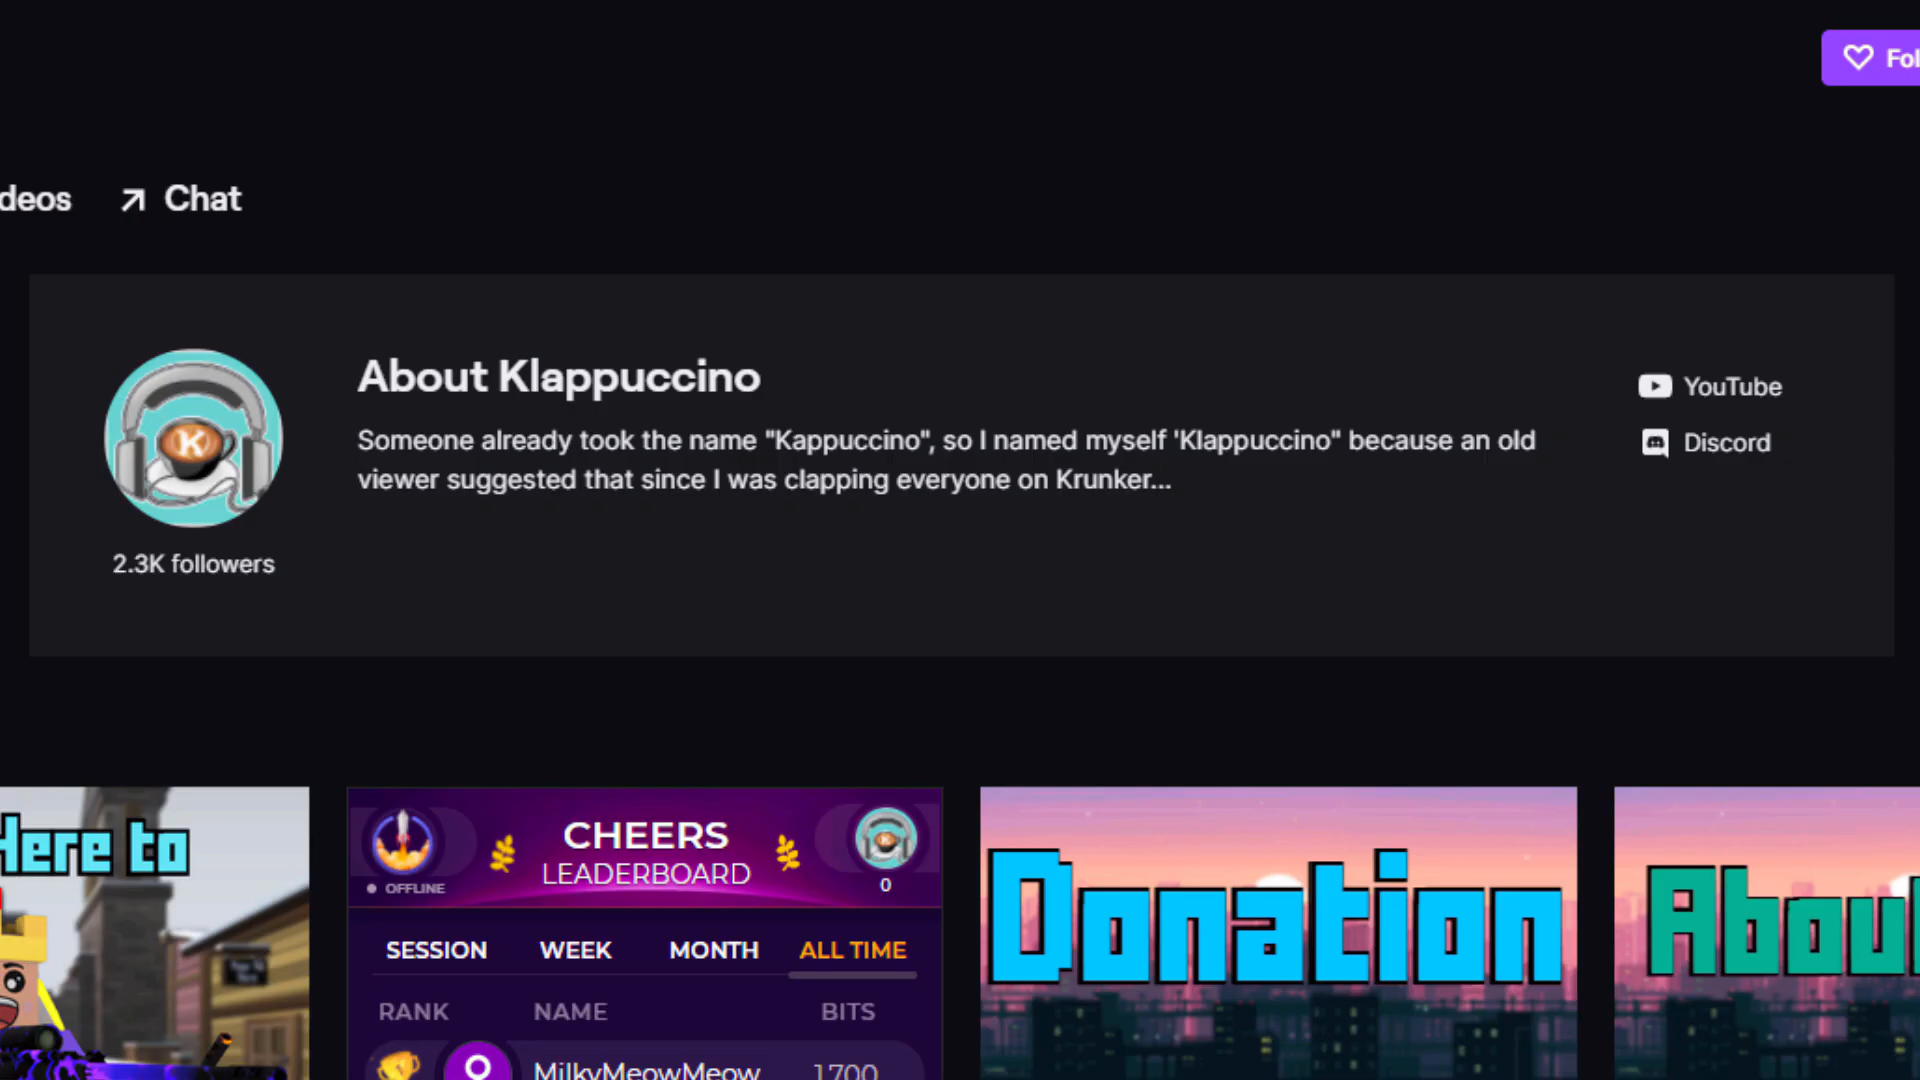 Fol
deos
Chat
About Klappuccino
Someone already took the name "Kappuccino", so I named myself 'Klappuccino" because an old
viewer suggested that since I was clapping everyone on Krunker...
YouTube
Discord
2.3K followers
Here to
CHEERS
LEADERBOARD
OFFLINE
0
SESSION WEEK MONTH ALL TIME
RANK NAME BITS
MilkyMeowMeow 1700
Donation
Abou
K